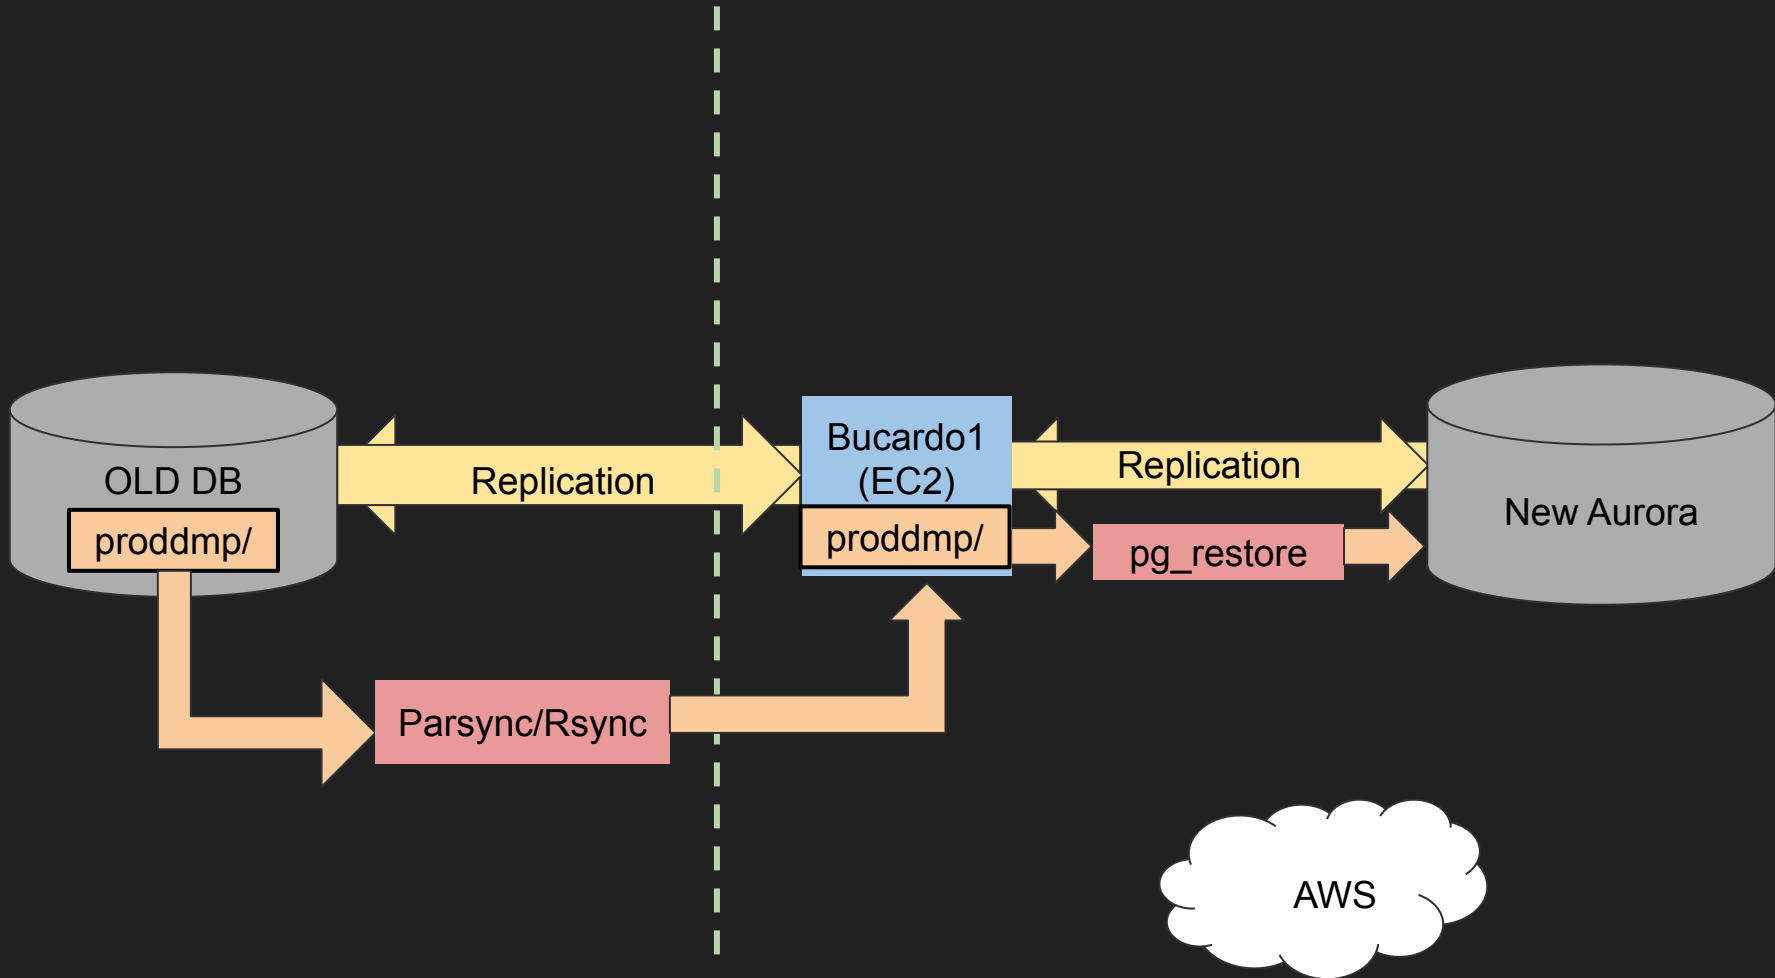 OLD DB
proddmp/
Replication
Bucardo1
(EC2)
proddmp/
Replication
pg_restore
New Aurora
Parsync/Rsync
AWS